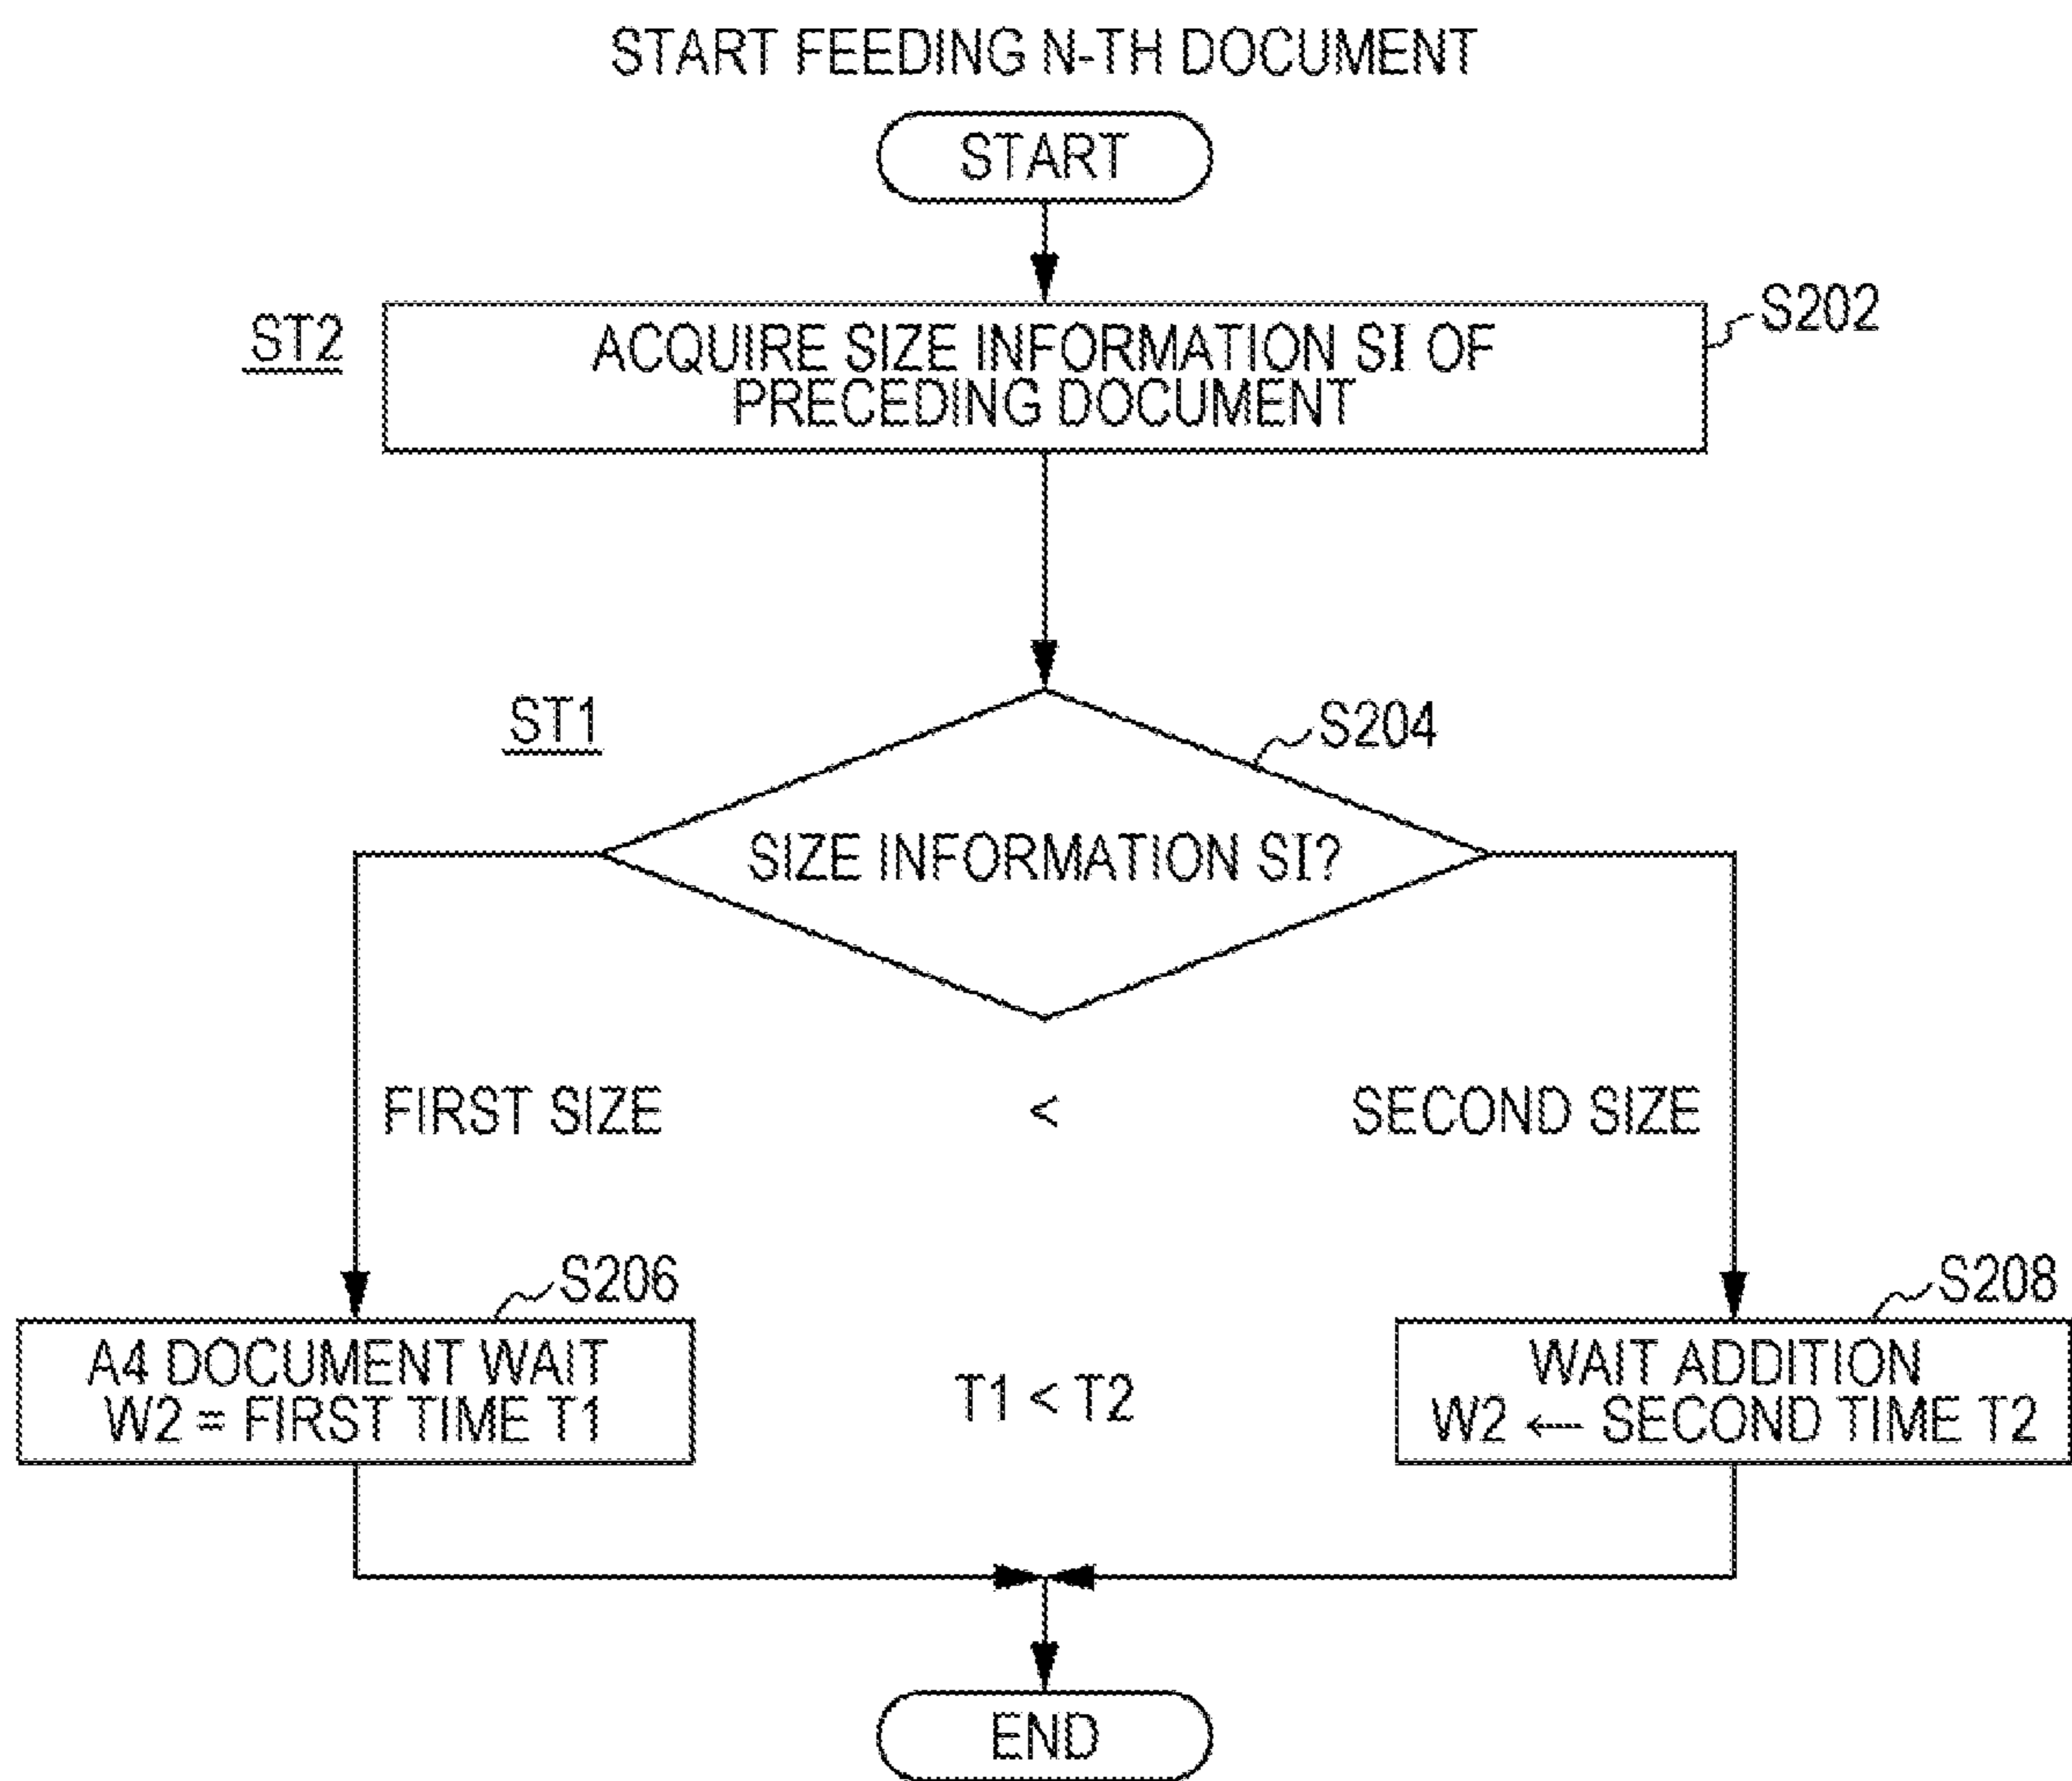 START FEEDING N-TH DOCUMENT
START
ST2
S202
ACQUIRE SIZE INFORMATION SI OF
PRECEDING DOCUMENT
ST1
S204
SIZE INFORMATION SI?
FIRST SIZE
<
SECOND SIZE
S206
S208
A4 DOCUMENT WAIT
W2 = FIRST TIME T1
T1 < T2
WAIT ADDITION
W2 ← SECOND TIME T2
END